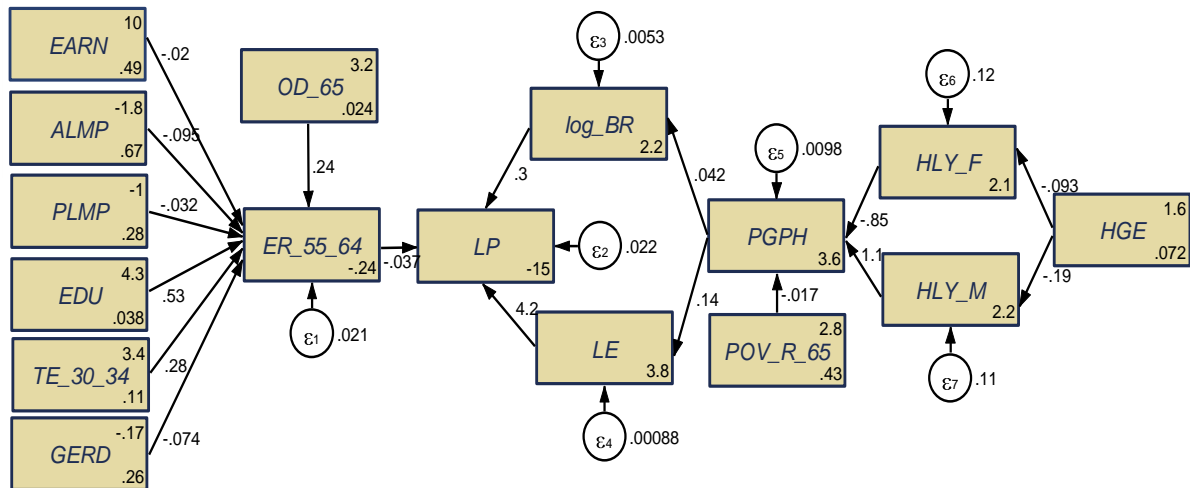 10
EARN
.49
-.02
-1.8
ALMP
.67
-.095
-1
PLMP
.28
-.032
4.3
EDU
.038
.53
3.4
TE_30_34
.11
.28
-.17
GERD
.26
-.074
3.2
OD_65
.024
.24
ER_55_64
-.24
-.037
ε1 .021
LP
-15
ε2 .022
ε3 .0053
log_BR
2.2
.3
.042
4.2
LE
3.8
.14
ε4 .00088
ε5 .0098
PGPH
3.6
-.017
2.8
POV_R_65
.43
ε6 .12
HLY_F
2.1
-.85
-.093
1.1
HLY_M
2.2
-.19
ε7 .11
1.6
HGE
.072